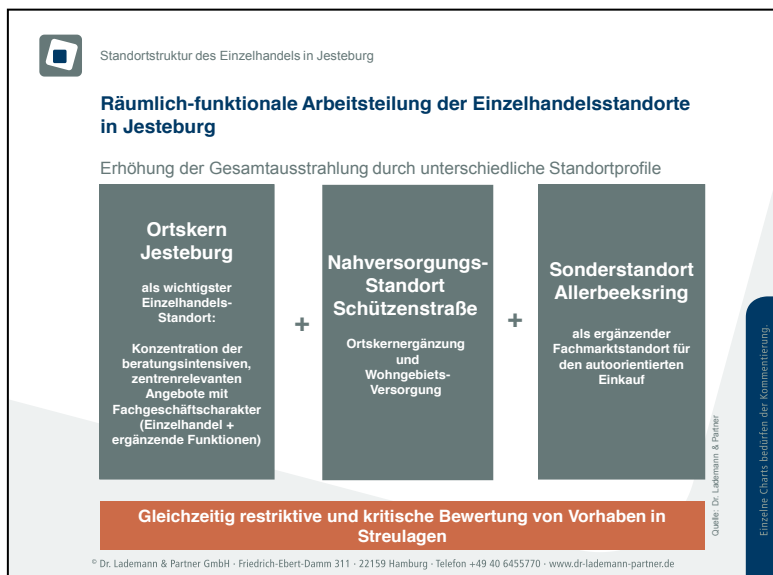 Standortstruktur des Einzelhandels in Jesteburg
Räumlich-funktionale Arbeitsteilung der Einzelhandelsstandorte
in Jesteburg
Erhöhung der Gesamtausstrahlung durch unterschiedliche Standortprofile
Ortskern
Jesteburg
als wichtigster
Einzelhandels-
Standort:
Konzentration der
beratungsintensiven,
zentrenrelevanten
Angebote mit
Fachgeschäftscharakter
(Einzelhandel +
ergänzende Funktionen)
+
Nahversorgungs-
Standort
Schützenstraße
Ortskernergänzung
und
Wohngebiets-
Versorgung
+
Sonderstandort
Allerbeeksring
als ergänzender
Fachmarktstandort für
den autoorientierten
Einkauf
Quelle: Dr. Lademann & Partner
Einzelne Charts bedürfen der Kommentierung.
Gleichzeitig restriktive und kritische Bewertung von Vorhaben in
Streulagen
© Dr. Lademann & Partner GmbH · Friedrich-Ebert-Damm 311 · 22159 Hamburg · Telefon +49 40 6455770 · www.dr-lademann-partner.de